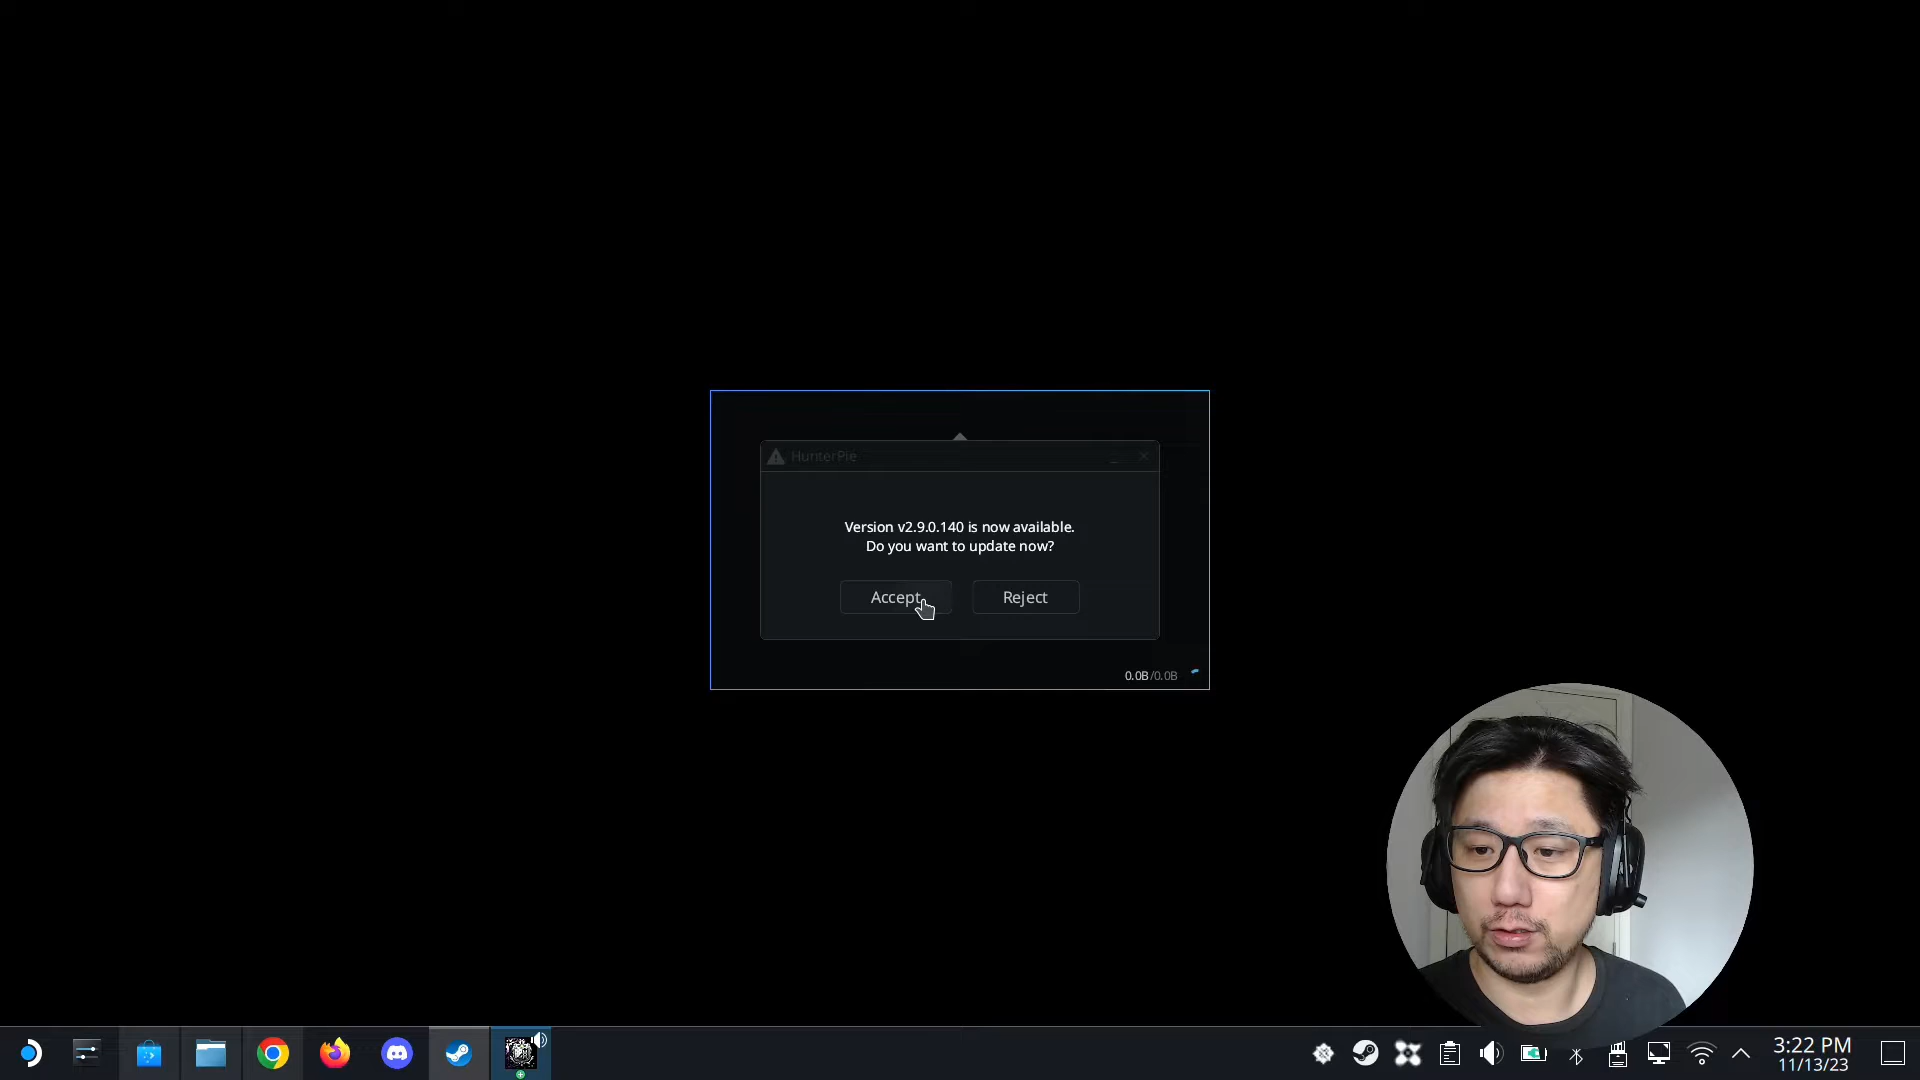 HunterPie
Version v2.9.0.140 is now available.
Do you want to update now?
Accept
Reject
0.0B/0.0B
3:22 PM
11/13/23